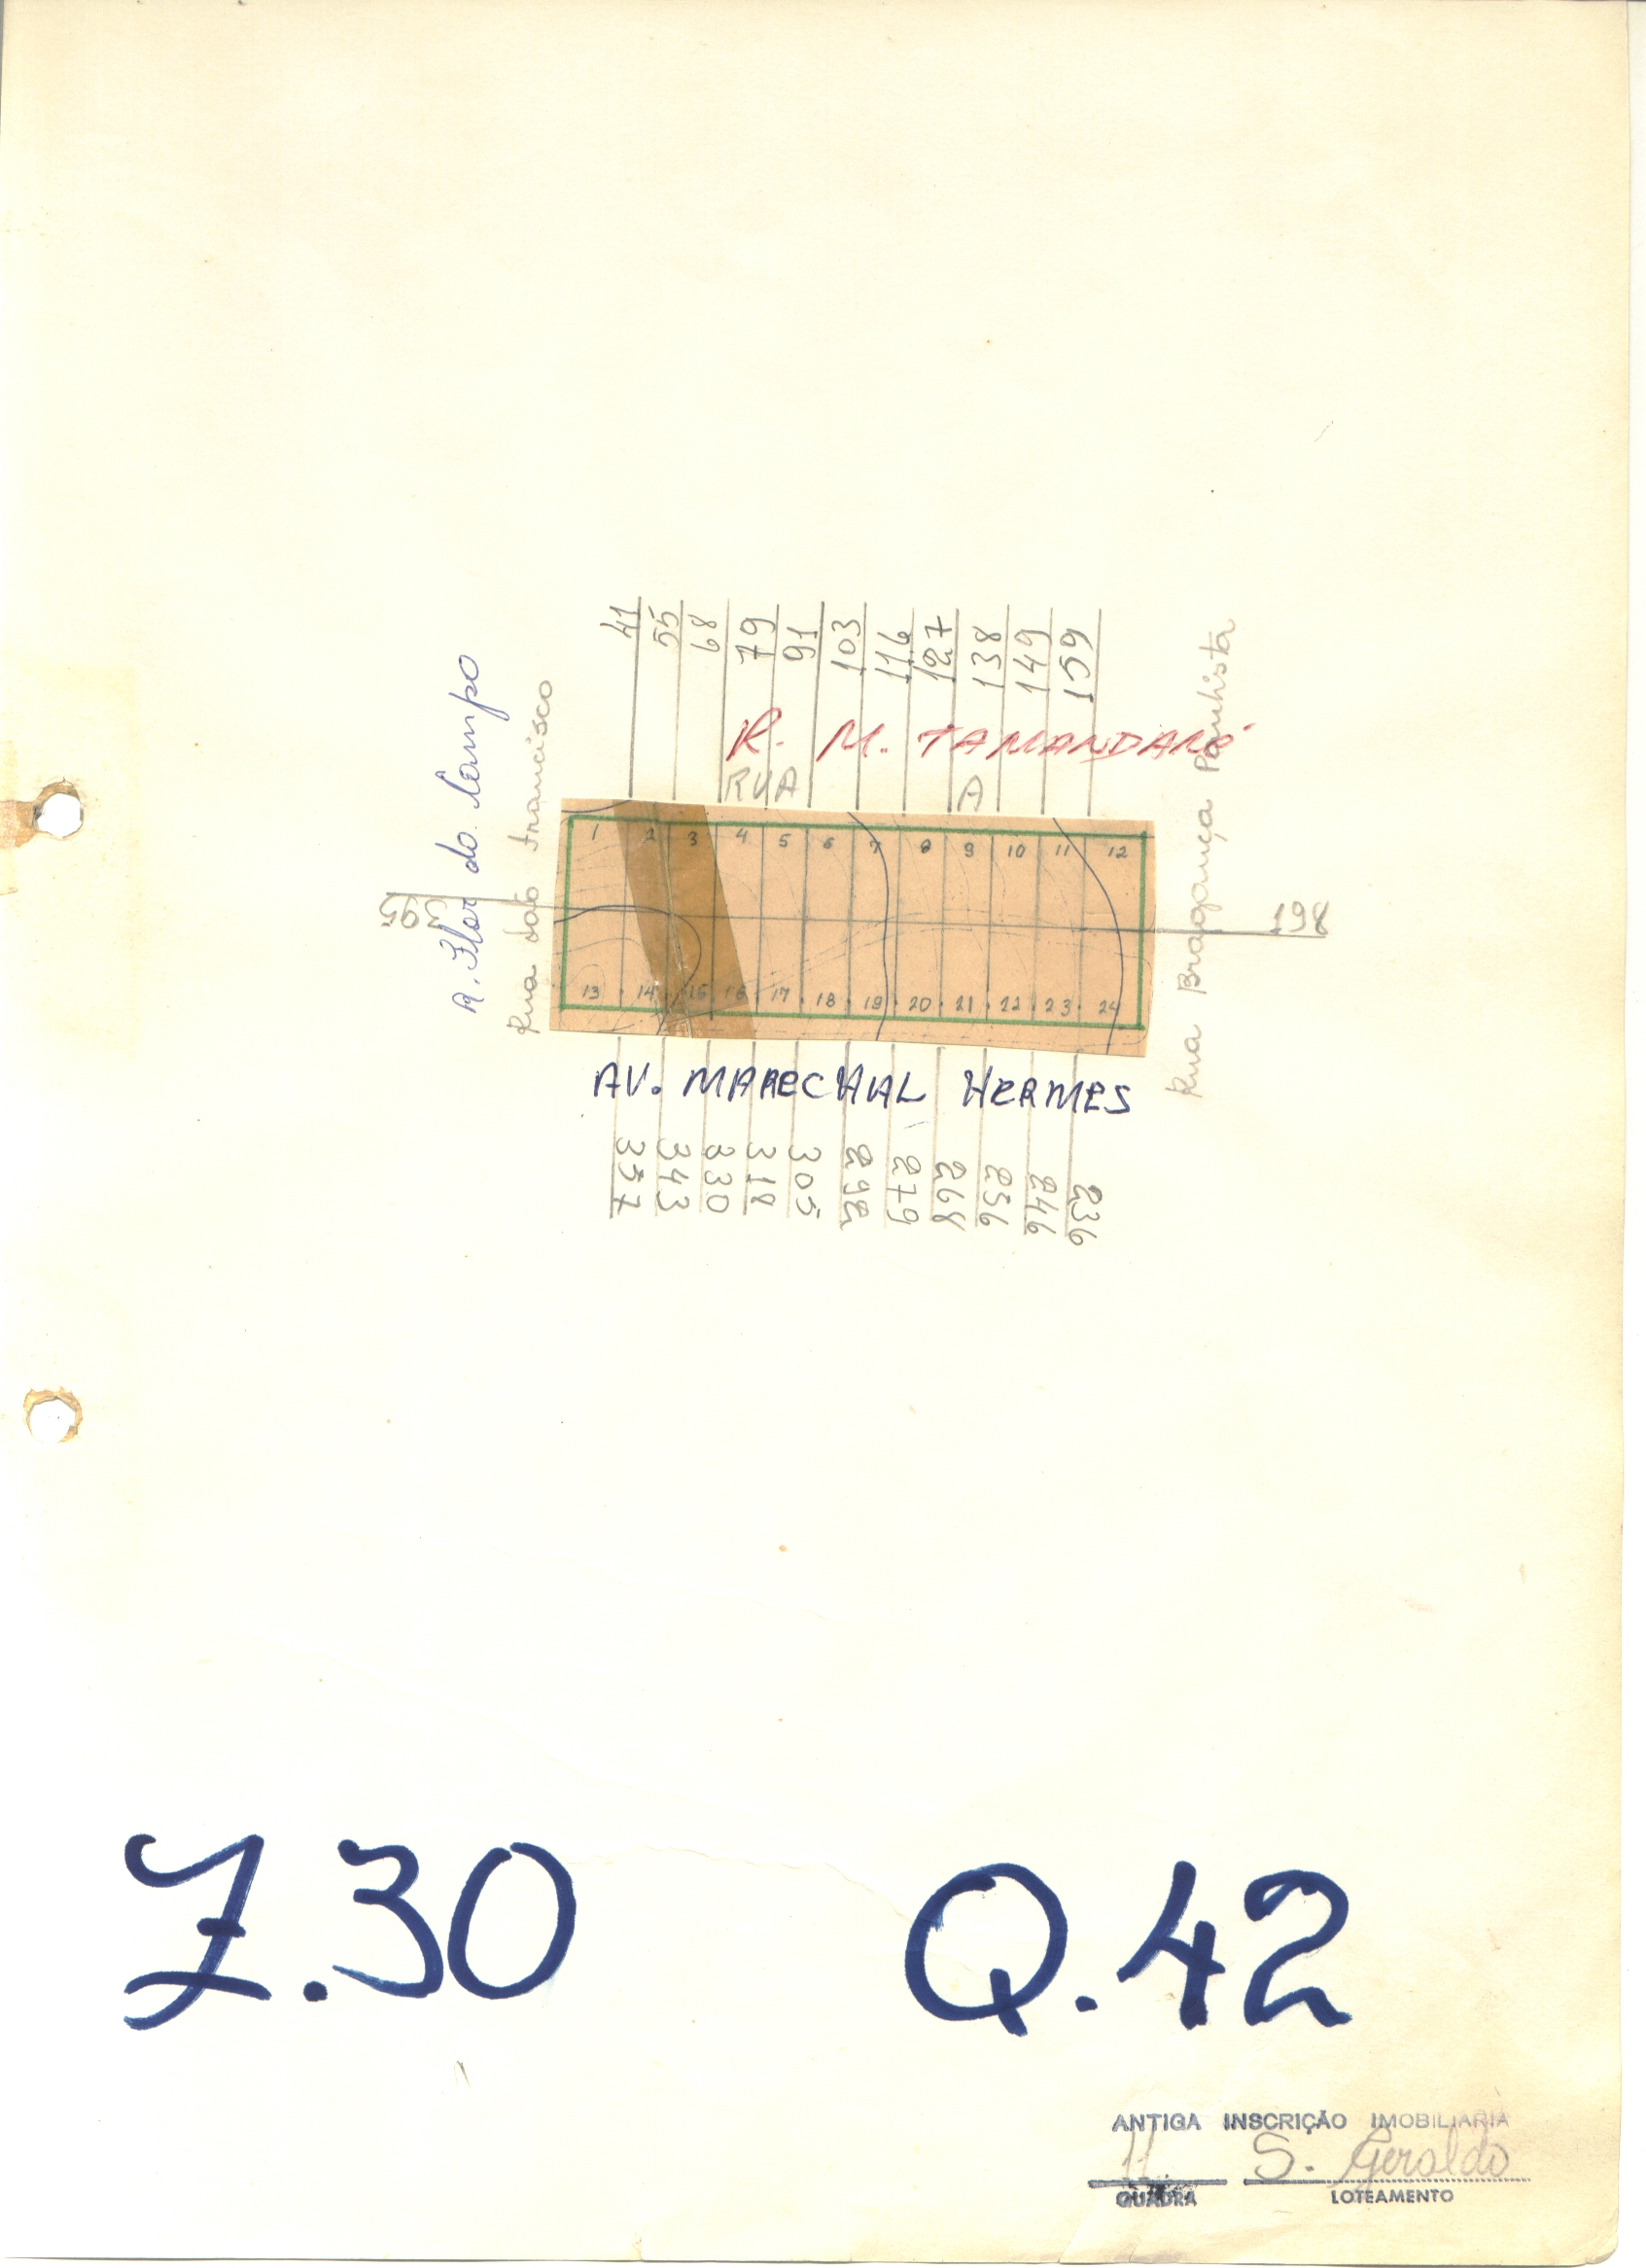 41 55 68 79 91 103 116 127 138 149 159
R. M. TAMANDARÉ
RUA A
R. Flor do Campo
Rua São Francisco
Rua Bragança Paulista
1 2 3 4 5 6 7 8 9 10 11 12
395
198
13 14 15 16 17 18 19 20 21 22 23 24
AV. MARECHAL HERMES
357 343 330 318 305 292 279 268 256 246 236
Z.30 Q.42
ANTIGA INSCRIÇÃO IMOBILIARIA
11 S. Geraldo
QUADRA LOTEAMENTO